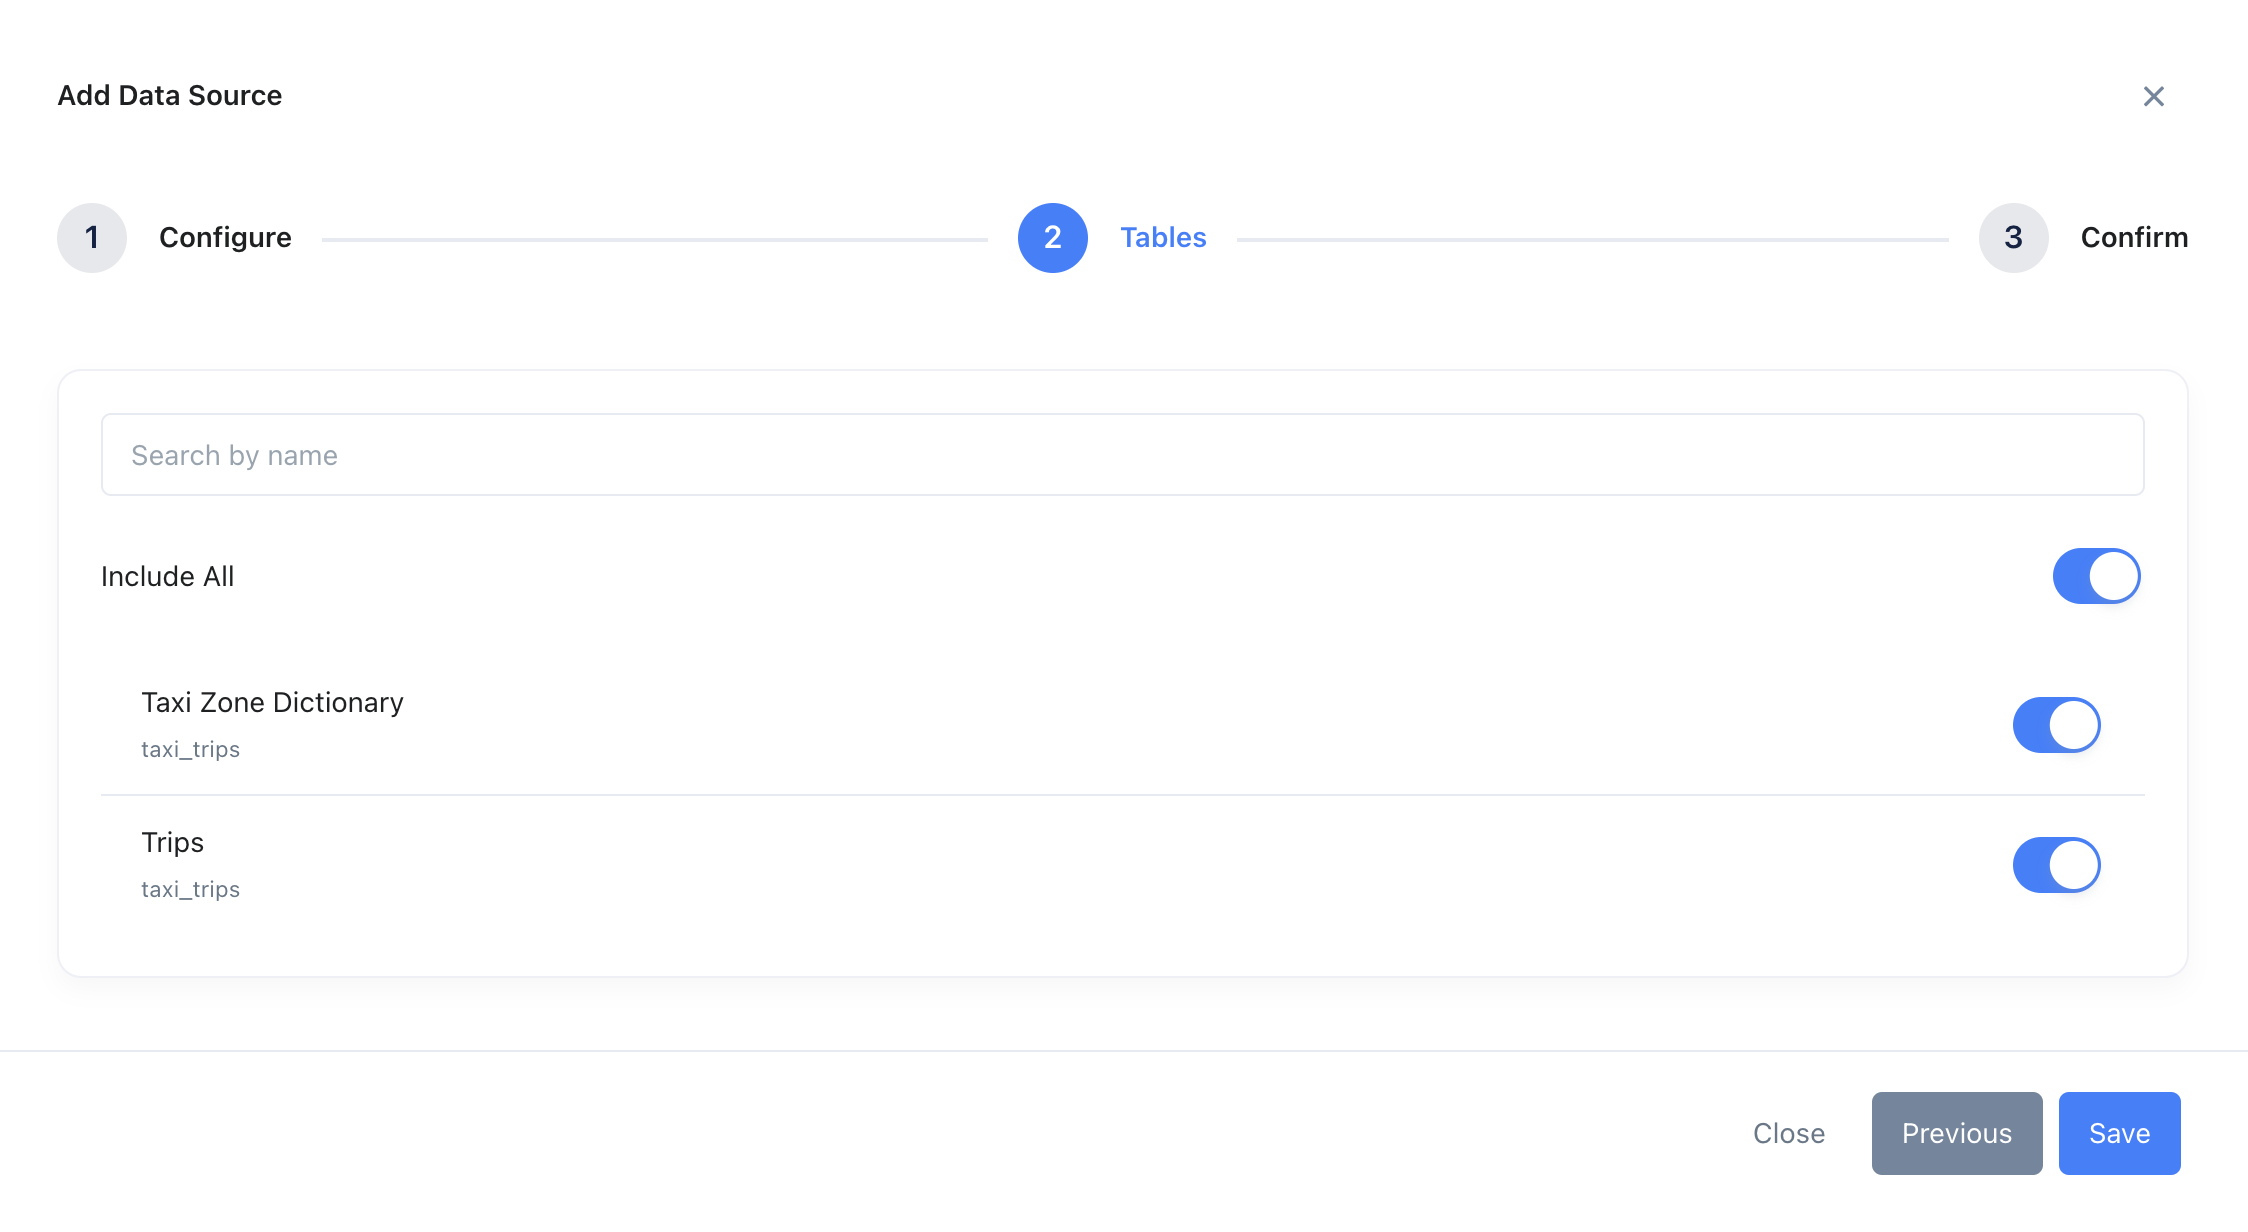 Add Data Source
1 Configure 2 Tables 3 Confirm
Search by name
Include All
Taxi Zone Dictionary
taxi_trips
Trips
taxi_trips
Close Previous Save